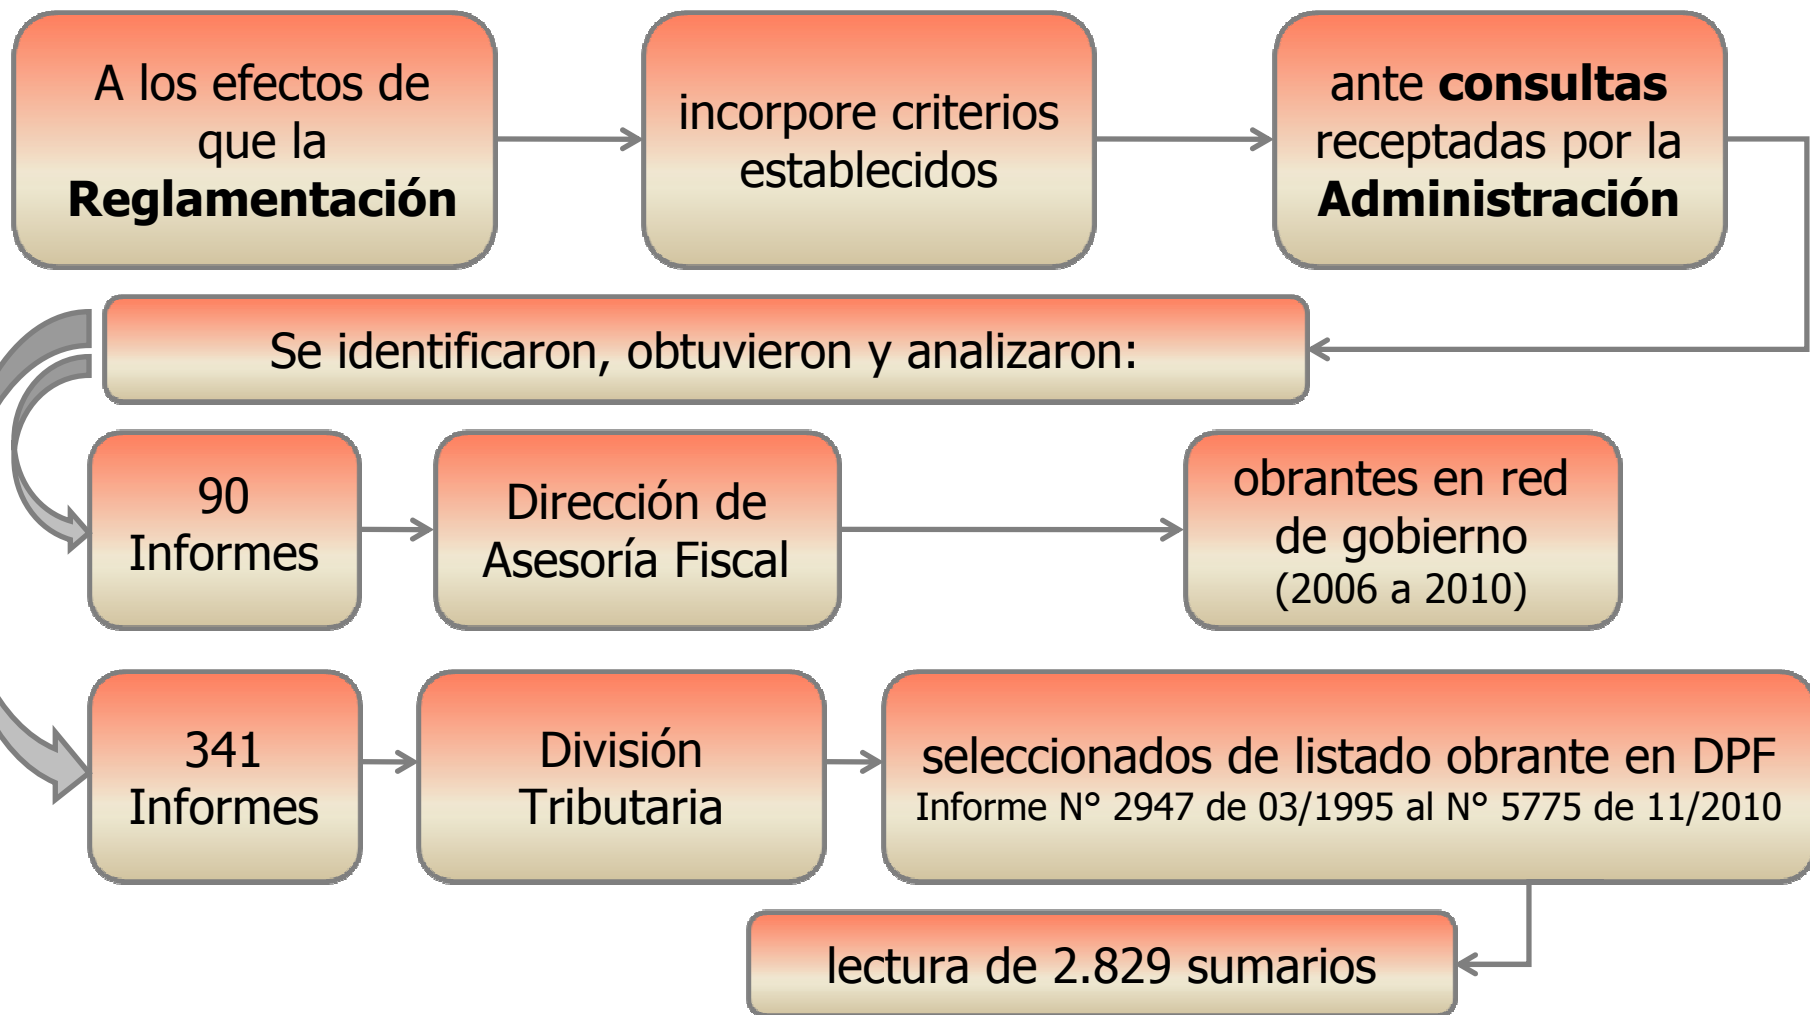 A los efectos de
que la
Reglamentación
incorpore criterios
establecidos
ante consultas
receptadas por la
Administración
Se identificaron, obtuvieron y analizaron:
90
Informes
Dirección de
Asesoría Fiscal
obrantes en red
de gobierno
(2006 a 2010)
341
Informes
División
Tributaria
seleccionados de listado obrante en DPF
Informe N° 2947 de 03/1995 al N° 5775 de 11/2010
lectura de 2.829 sumarios